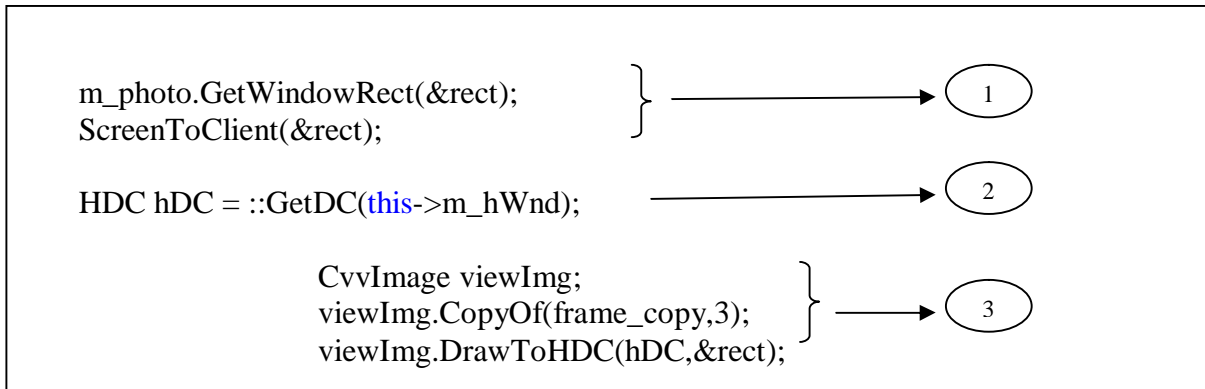 m_photo.GetWindowRect(&rect);
1
ScreenToClient(&rect);
HDC hDC = ::GetDC(this->m_hWnd);
2
CvvImage viewImg;
viewImg.CopyOf(frame_copy,3);
3
viewImg.DrawToHDC(hDC,&rect);